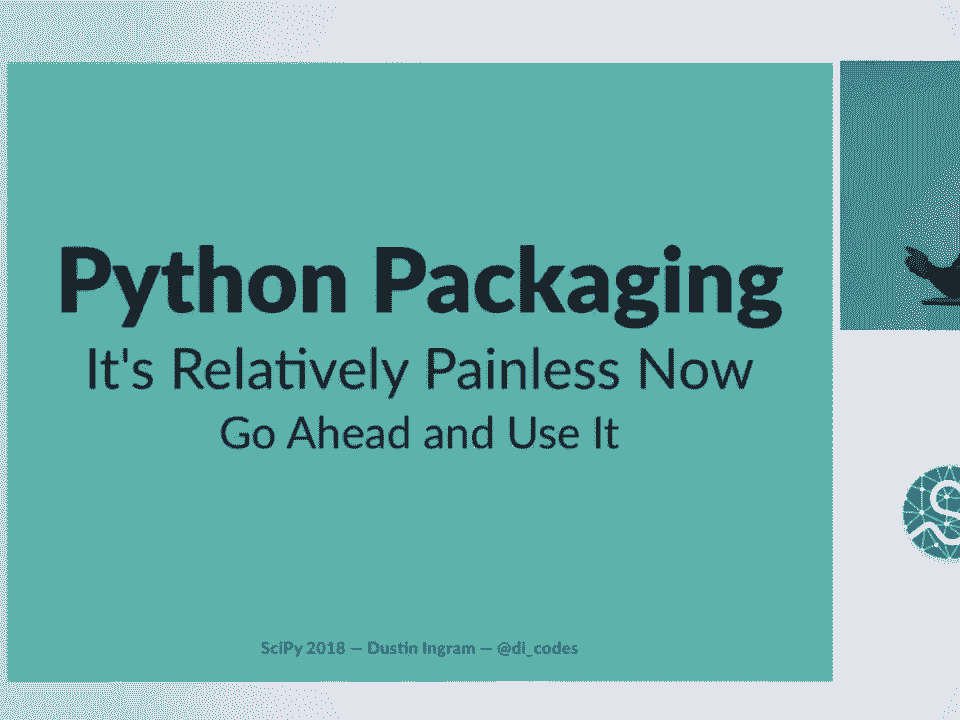 Python Packaging
It's Relatively Painless Now
Go Ahead and Use It
SciPy 2018 — Dustin Ingram — @di_codes